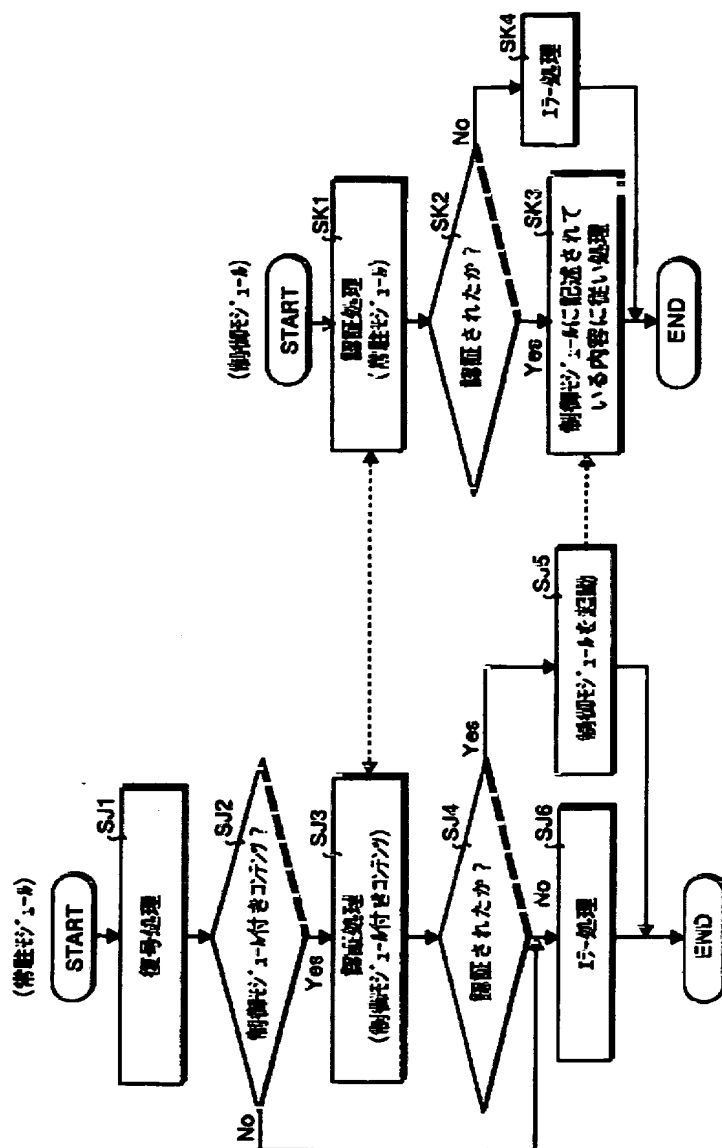 (常駐モジュール)
START
復号処理
SJ1
制御モジュール付きコンテンツ?
SJ2
No
Yes
認証処理
(制御モジュール付きコンテンツ)
SJ3
認証されたか?
SJ4
Yes
No
制御モジュールを起動
SJ5
エラー処理
SJ6
END
(制御モジュール)
START
認証処理
(常駐モジュール)
SK1
認証されたか?
SK2
No
Yes
制御モジュールに記述されて
いる内容に従い処理
SK3
エラー処理
SK4
END